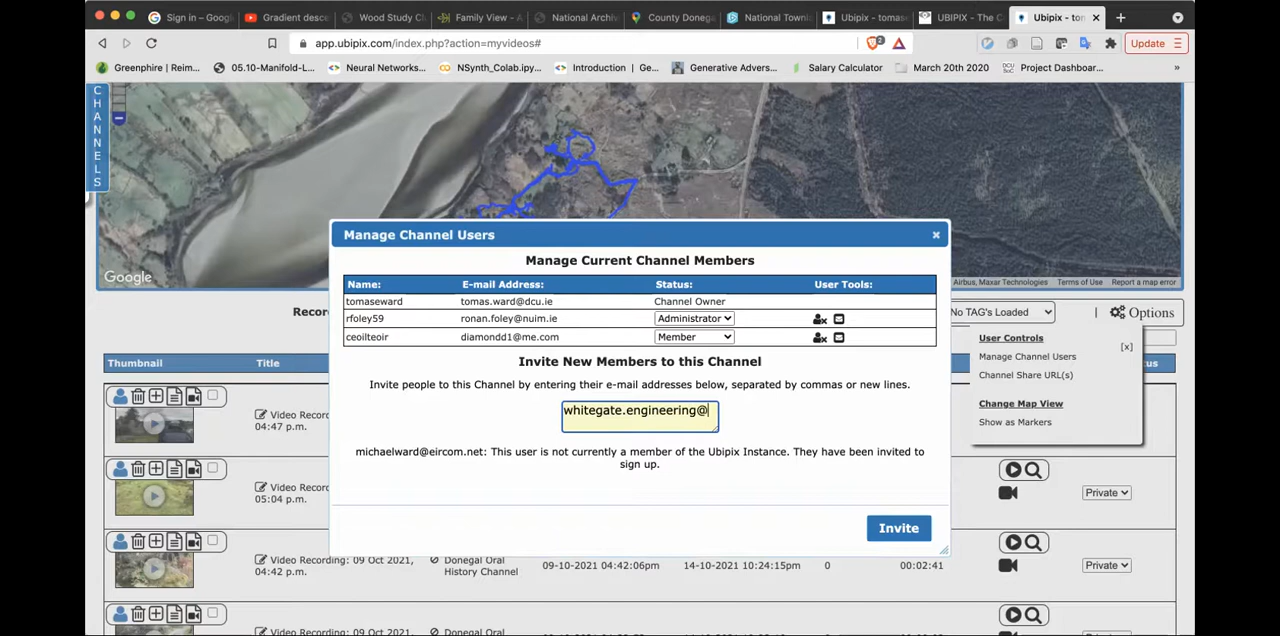 Sign in – Googl
Gradient desce
Wood Study Cl
Family View - A
National Archiv
County Donega
National Townl
Ubipix - tomase
UBIPIX - The C
Ubipix - ton
app.ubipix.com/index.php?action=myvideos#
2
Update
Greenphire | Reim...
05.10-Manifold-L...
Neural Networks...
NSynth_Colab.ipy...
Introduction | Ge...
Generative Advers...
Salary Calculator
March 20th 2020
Project Dashboar...
»
CHANNELS
Google
Airbus, Maxar Technologies
Terms of Use
Report a map error
Manage Channel Users
Manage Current Channel Members
Name: E-mail Address: Status: User Tools:
tomaseward tomas.ward@dcu.ie Channel Owner
rfoley59 ronan.foley@nuim.ie Administrator
ceoilteoir diamondd1@me.com Member
Invite New Members to this Channel
Invite people to this Channel by entering their e-mail addresses below, separated by commas or new lines.
whitegate.engineering@
michaelward@eircom.net: This user is not currently a member of the Ubipix Instance. They have been invited to
sign up.
Invite
Recor
No TAG's Loaded
|
Options
User Controls
[x]
Manage Channel Users
Channel Share URL(s)
Change Map View
Show as Markers
Thumbnail Title
us
Video Record
04:47 p.m.
Video Record
05:04 p.m.
Private
Video Recording: 09 Oct 2021,
04:42 p.m.
Donegal Oral
History Channel
09-10-2021 04:42:06pm
14-10-2021 10:24:15pm
0
00:02:41
Private
Video Recording: 09 Oct 2021,
Donegal Oral